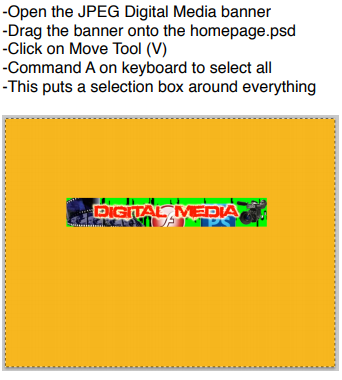 -Open the JPEG Digital Media banner
-Drag the banner onto the homepage.psd
-Click on Move Tool (V)
-Command A on keyboard to select all
-This puts a selection box around everything
DIGITAL MEDIA
PS